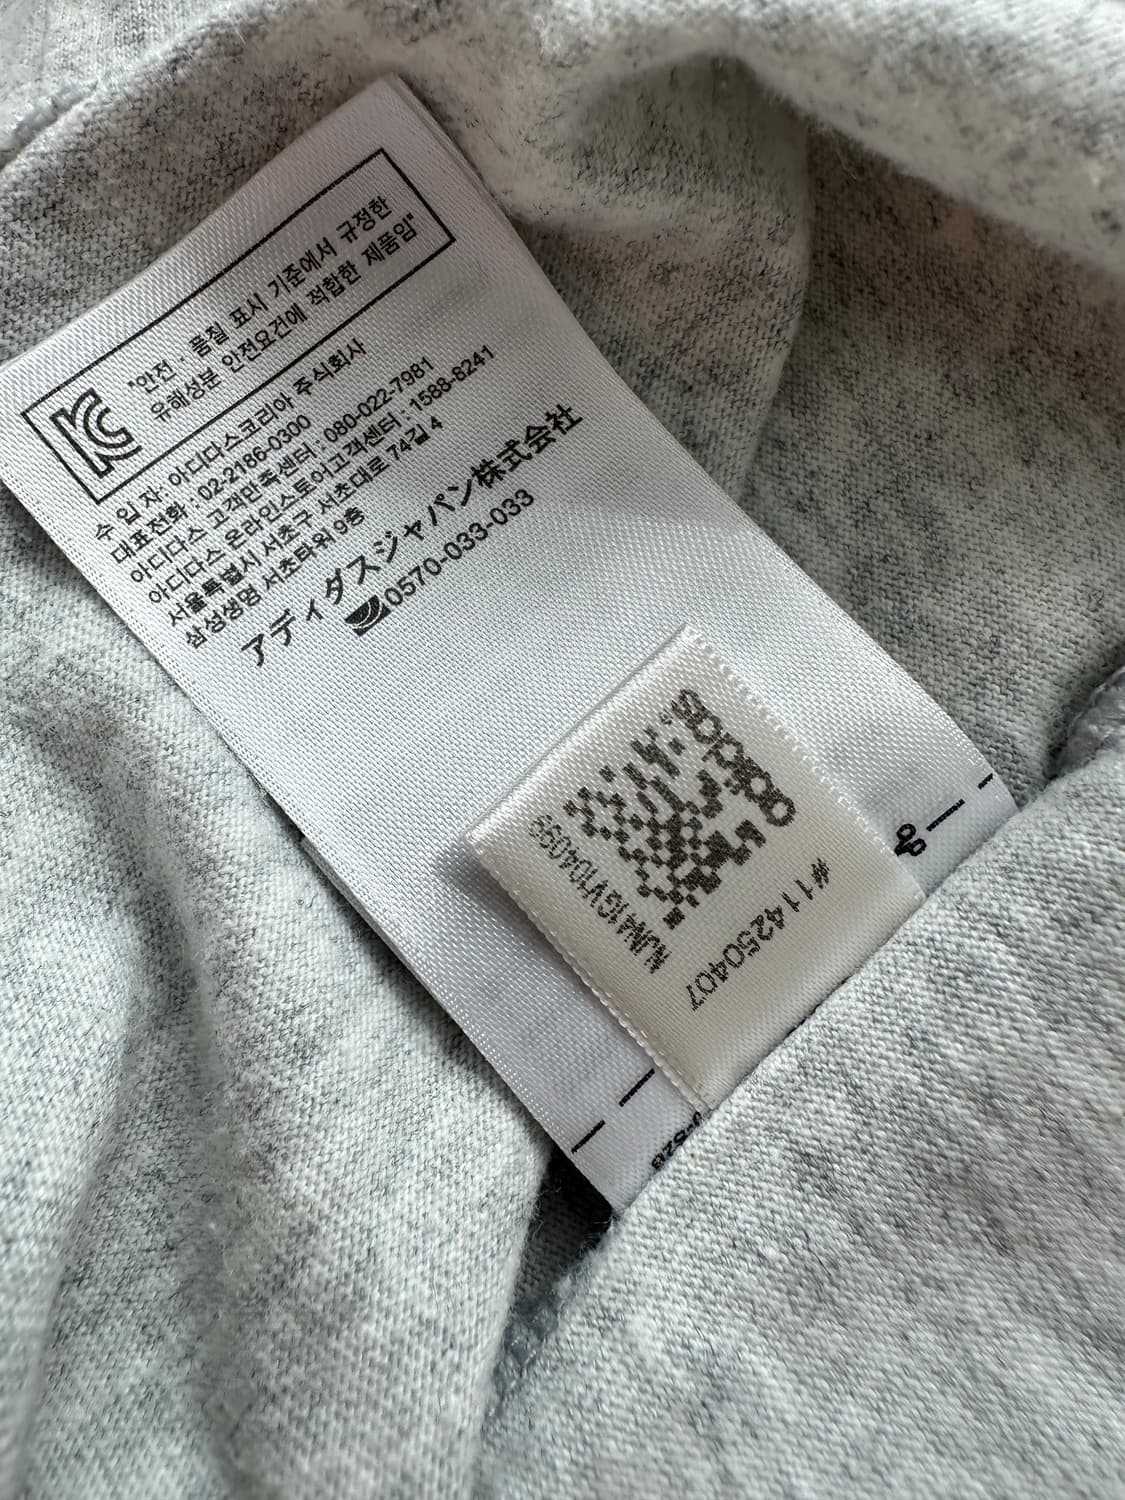 "안전 · 품질 표시 기준에서 규정한
유해성분 안전요건에 적합한 제품임"
수 입 자: 아디다스코리아 주식회사
대표전화 : 02-2186-0300
아디다스 고객만족센터 : 080-022-7981
아디다스 온라인스토어고객센터 : 1588-8241
서울특별시 서초구 서초대로 74길 4
삼성생명 서초타워 9층
アディダスジャパン株式会社
0570-033-033
adidas
#114250407